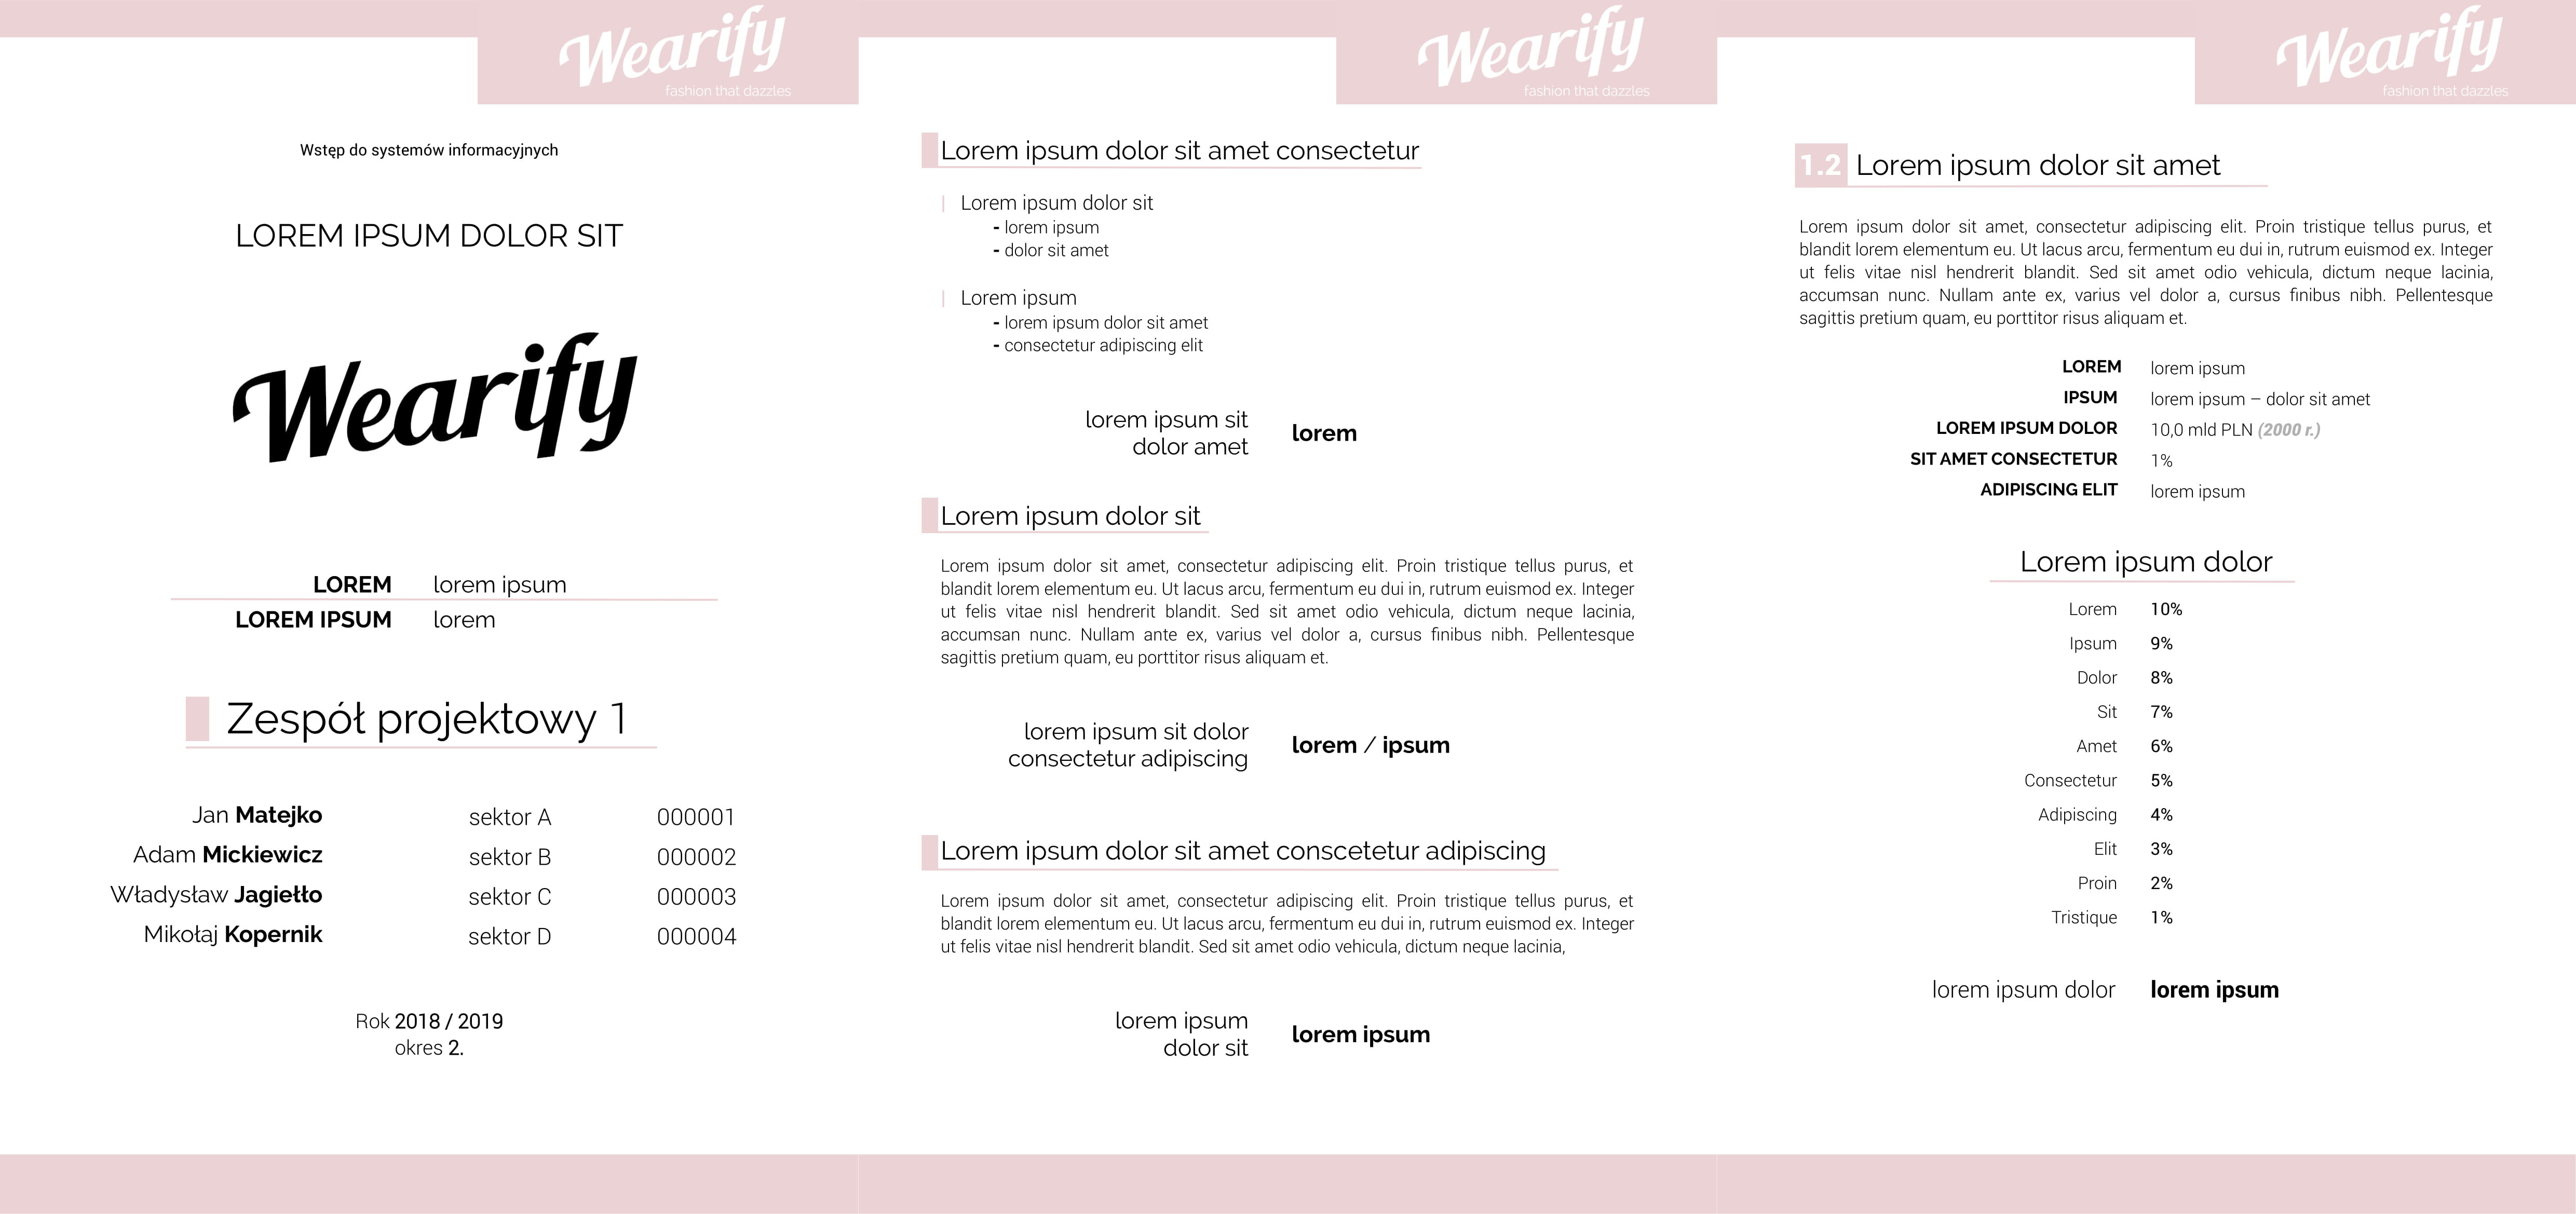 Wearify
fashion that dazzles
Wstęp do systemów informacyjnych
LOREM IPSUM DOLOR SIT
Wearify
LOREM lorem ipsum
LOREM IPSUM lorem
Zespół projektowy 1
Jan Matejko sektor A 000001
Adam Mickiewicz sektor B 000002
Władysław Jagiełło sektor C 000003
Mikołaj Kopernik sektor D 000004
Rok 2018 / 2019
okres 2.
Wearify
fashion that dazzles
Lorem ipsum dolor sit amet consectetur
Lorem ipsum dolor sit
- lorem ipsum
- dolor sit amet
Lorem ipsum
- lorem ipsum dolor sit amet
- consectetur adipiscing elit
lorem ipsum sit
dolor amet
lorem
Lorem ipsum dolor sit
Lorem ipsum dolor sit amet, consectetur adipiscing elit. Proin tristique tellus purus, et
blandit lorem elementum eu. Ut lacus arcu, fermentum eu dui in, rutrum euismod ex. Integer
ut felis vitae nisl hendrerit blandit. Sed sit amet odio vehicula, dictum neque lacinia,
accumsan nunc. Nullam ante ex, varius vel dolor a, cursus finibus nibh. Pellentesque
sagittis pretium quam, eu porttitor risus aliquam et.
lorem ipsum sit dolor
consectetur adipiscing
lorem / ipsum
Lorem ipsum dolor sit amet conscetetur adipiscing
Lorem ipsum dolor sit amet, consectetur adipiscing elit. Proin tristique tellus purus, et
blandit lorem elementum eu. Ut lacus arcu, fermentum eu dui in, rutrum euismod ex. Integer
ut felis vitae nisl hendrerit blandit. Sed sit amet odio vehicula, dictum neque lacinia,
lorem ipsum
dolor sit
lorem ipsum
Wearify
fashion that dazzles
1.2 Lorem ipsum dolor sit amet
Lorem ipsum dolor sit amet, consectetur adipiscing elit. Proin tristique tellus purus, et
blandit lorem elementum eu. Ut lacus arcu, fermentum eu dui in, rutrum euismod ex. Integer
ut felis vitae nisl hendrerit blandit. Sed sit amet odio vehicula, dictum neque lacinia,
accumsan nunc. Nullam ante ex, varius vel dolor a, cursus finibus nibh. Pellentesque
sagittis pretium quam, eu porttitor risus aliquam et.
LOREM lorem ipsum
IPSUM lorem ipsum – dolor sit amet
LOREM IPSUM DOLOR 10,0 mld PLN (2000 r.)
SIT AMET CONSECTETUR 1%
ADIPISCING ELIT lorem ipsum
Lorem ipsum dolor
Lorem 10%
Ipsum 9%
Dolor 8%
Sit 7%
Amet 6%
Consectetur 5%
Adipiscing 4%
Elit 3%
Proin 2%
Tristique 1%
lorem ipsum dolor lorem ipsum